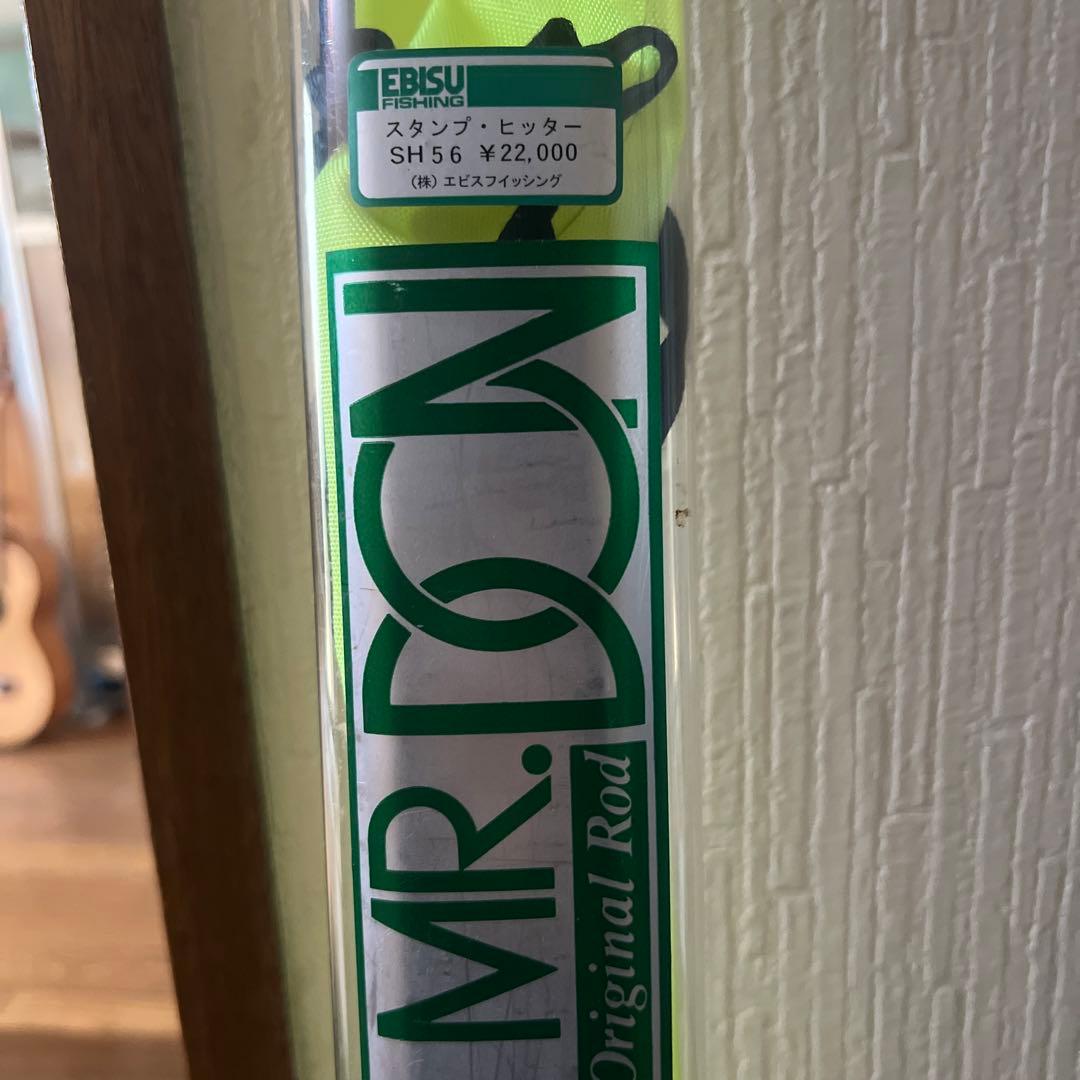 EBISU
FISHING
スタンプ・ヒッター
SH56 ¥22,000
(株)エビスフイッシング
MR.DON
Original Rod